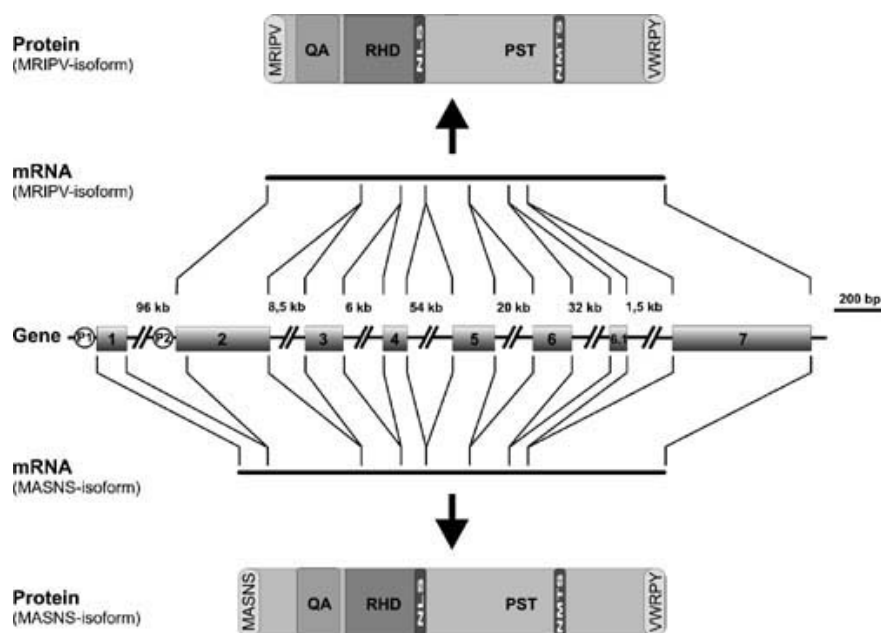 Protein
(MRIPV-isoform)
MRIPV QA RHD NLS PST NMTS VWRPY
mRNA
(MRIPV-isoform)
96 kb 8,5 kb 6 kb 54 kb 20 kb 32 kb 1,5 kb 200 bp
Gene P1 1 P2 2 3 4 5 6 6.1 7
mRNA
(MASNS-isoform)
MASNS QA RHD NLS PST NMTS VWRPY
Protein
(MASNS-isoform)